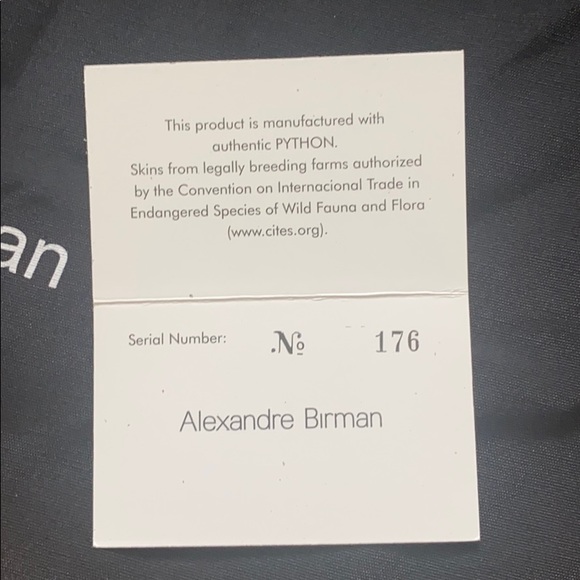 This product is manufactured with
authentic PYTHON.
Skins from legally breeding farms authorized
by the Convention on Internacional Trade in
Endangered Species of Wild Fauna and Flora
(www.cites.org).
an
Serial Number: No 176
Alexandre Birman